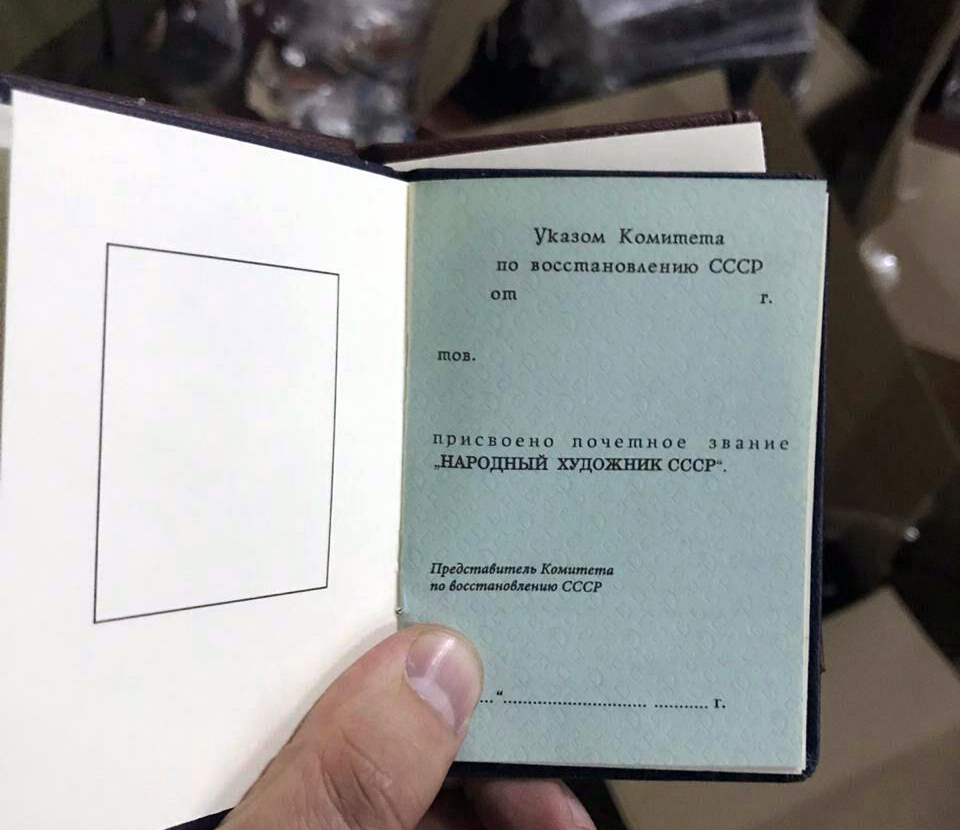 Указом Комитета
по восстановлению СССР
от г.
тов.
присвоено почетное звание
„НАРОДНЫЙ ХУДОЖНИК СССР“.
Представитель Комитета
по восстановлению СССР
...“............................. ........... г.